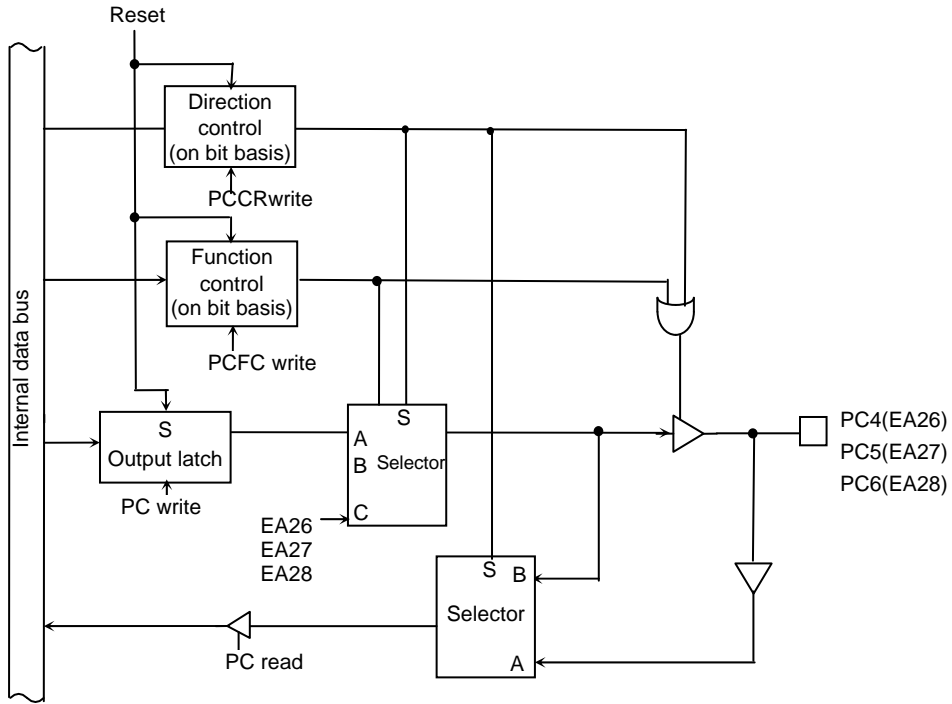 Reset
Direction
control
(on bit basis)
PCCRwrite
Function
control
(on bit basis)
PCFC write
Internal data bus
S
Output latch
PC write
S
A
B
Selector
C
EA26
EA27
EA28
PC4(EA26)
PC5(EA27)
PC6(EA28)
S
B
Selector
A
PC read